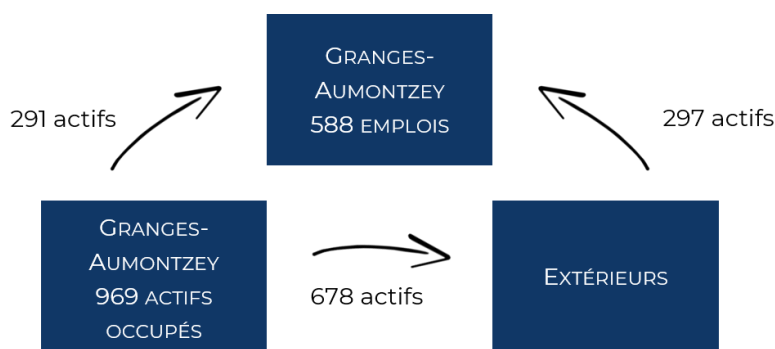 GRANGES-
AUMONTZEY
588 EMPLOIS
291 actifs
297 actifs
GRANGES-
AUMONTZEY
969 ACTIFS
OCCUPÉS
678 actifs
EXTÉRIEURS